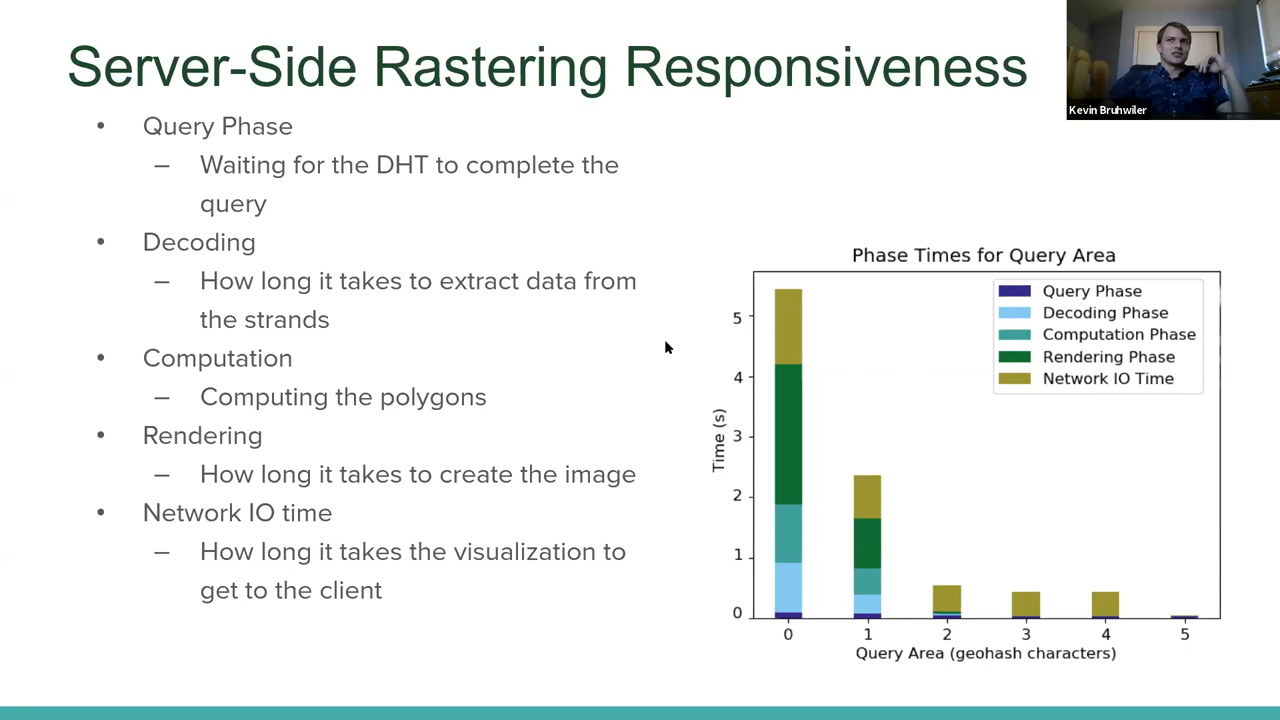 Server-Side Rastering Responsiveness
Kevin Bruhwiler
• Query Phase
– Waiting for the DHT to complete the
query
• Decoding
– How long it takes to extract data from
the strands
• Computation
– Computing the polygons
• Rendering
– How long it takes to create the image
• Network IO time
– How long it takes the visualization to
get to the client
Phase Times for Query Area
Query Phase
Decoding Phase
Computation Phase
Rendering Phase
Network IO Time
Time (s)
5
4
3
2
1
0
0 1 2 3 4 5
Query Area (geohash characters)